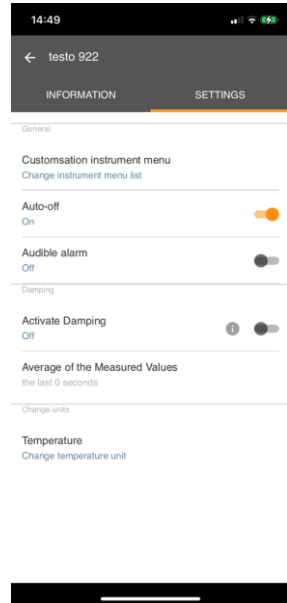 14:49
testo 922
INFORMATION
SETTINGS
General
Customsation instrument menu
Change instrument menu list
Auto-off
On
Audible alarm
Off
Damping
Activate Damping
Off
Average of the Measured Values
the last 0 seconds
Change units
Temperature
Change temperature unit